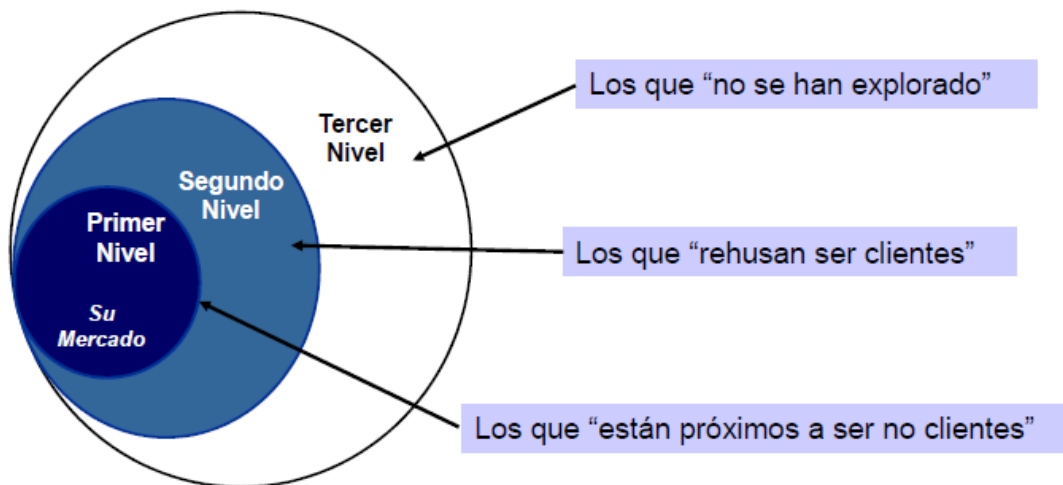 Los que “no se han explorado”
Tercer
Nivel
Segundo
Nivel
Primer
Nivel
Los que “rehusan ser clientes”
Su
Mercado
Los que “están próximos a ser no clientes”